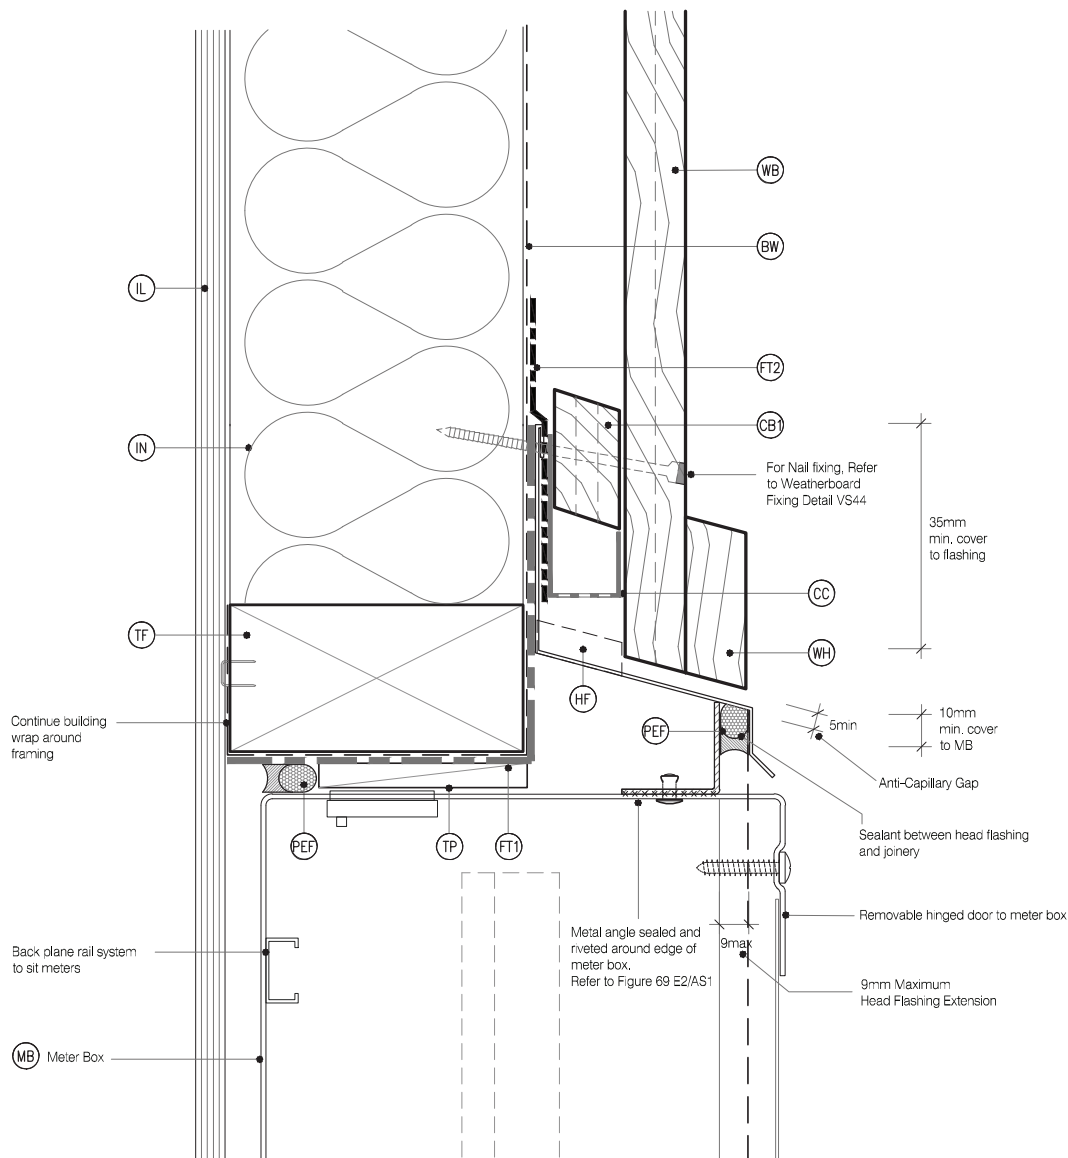 WB
BW
IL
FT2
CB1
IN
For Nail fixing, Refer
to Weatherboard
Fixing Detail VS44
35mm
min. cover
to flashing
CC
TF
WH
HF
Continue building
wrap around
framing
PEF
5min
10mm
min. cover
to MB
Anti-Capillary Gap
PEF
TP
FT1
Sealant between head flashing
and joinery
Removable hinged door to meter box
Metal angle sealed and
riveted around edge of
meter box.
Refer to Figure 69 E2/AS1
9max
Back plane rail system
to sit meters
9mm Maximum
Head Flashing Extension
MB Meter Box